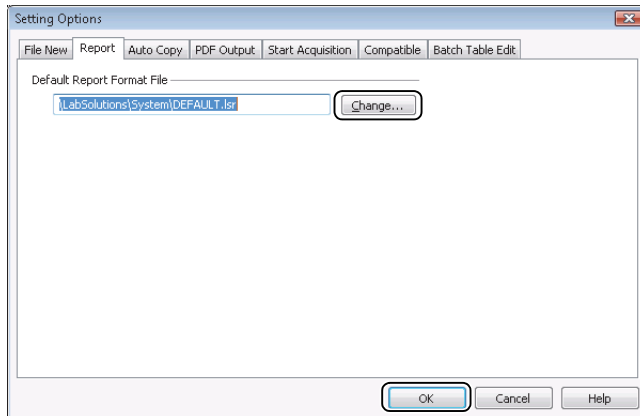 Setting Options
File New Report Auto Copy PDF Output Start Acquisition Compatible Batch Table Edit
Default Report Format File
\LabSolutions\System\DEFAULT.lsr Change...
OK Cancel Help